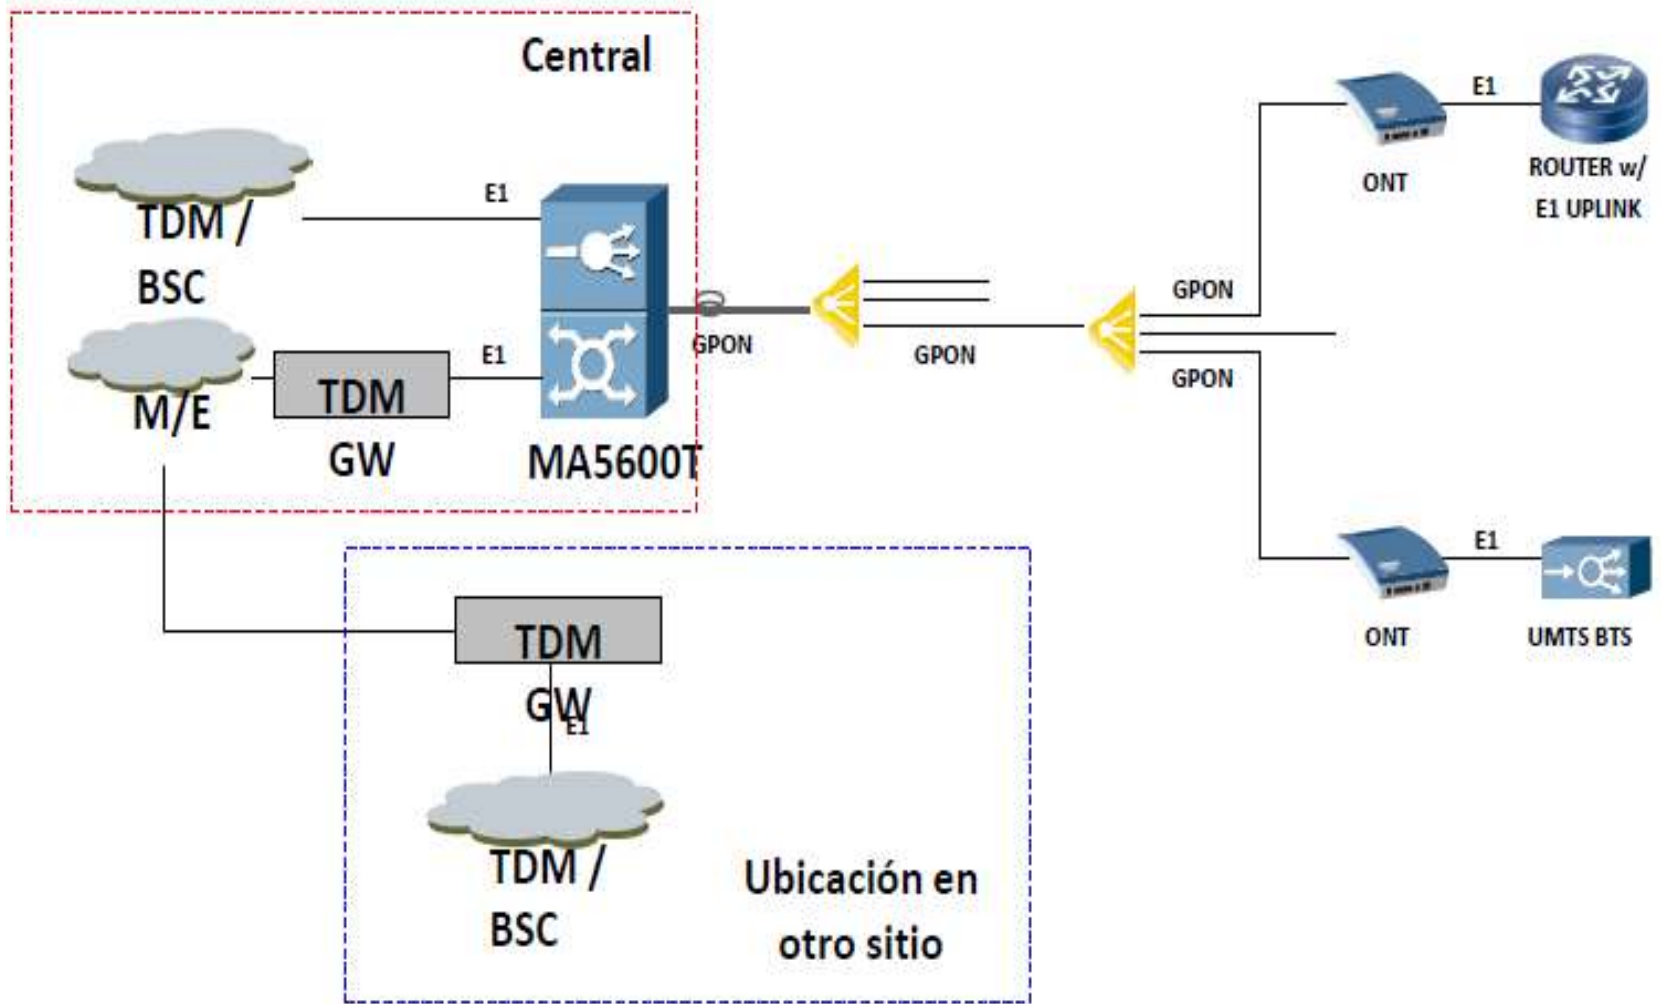 Central
E1
TDM /
BSC
E1
M/E
TDM
GW
MA5600T
GPON
GPON
GPON
GPON
E1
ONT
ROUTER w/
E1 UPLINK
E1
ONT
UMTS BTS
TDM
GW
E1
TDM /
BSC
Ubicación en
otro sitio